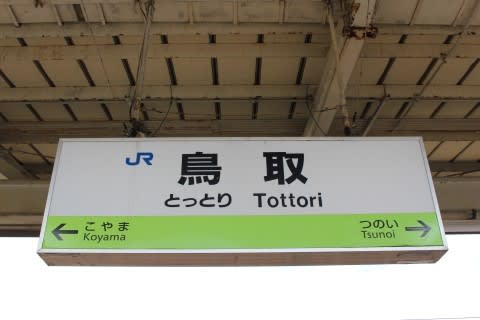 JR 鳥取
とっとり Tottori
← こやま
Koyama
つのい →
Tsunoi